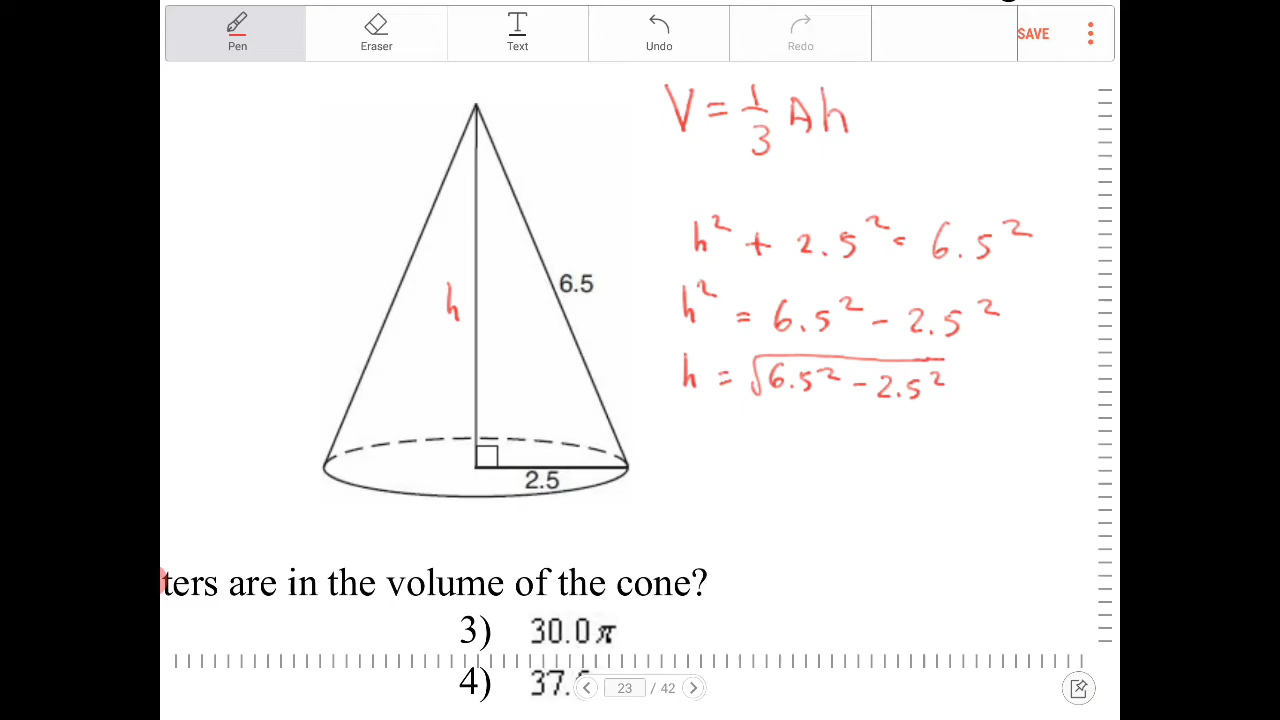 Pen Eraser Text Undo Redo SAVE
V = 1/3 Ah
h² + 2.5² = 6.5²
h 6.5 h² = 6.5² - 2.5²
h = √6.5² - 2.5²
2.5
ters are in the volume of the cone?
3) 30.0π
4) 37.
23 / 42